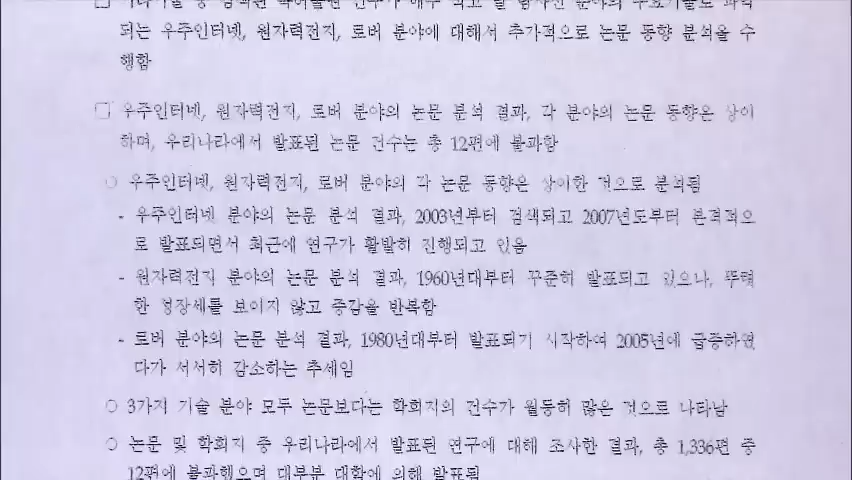 되는 우주인터넷, 원자력전지, 로버 분야에 대해서 추가적으로 논문 동향 분석을 수
행함
□ 우주인터넷, 원자력전지, 로버 분야의 논문 분석 결과, 각 분야의 논문 동향은 상이
하며, 우리나라에서 발표된 논문 건수는 총 12편에 불과함
○ 우주인터넷, 원자력전지, 로버 분야의 각 논문 동향은 상이한 것으로 분석됨
- 우주인터넷 분야의 논문 분석 결과, 2003년부터 검색되고 2007년도부터 본격적으
로 발표되면서 최근에 연구가 활발히 진행되고 있음
- 원자력전지 분야의 논문 분석 결과, 1960년대부터 꾸준히 발표되고 있으나, 뚜렷
한 성장세를 보이지 않고 증감을 반복함
- 로버 분야의 논문 분석 결과, 1980년대부터 발표되기 시작하여 2005년에 급증하였
다가 서서히 감소하는 추세임
○ 3가지 기술 분야 모두 논문보다는 학회지의 건수가 월등히 많은 것으로 나타남
○ 논문 및 학회지 중 우리나라에서 발표된 연구에 대해 조사한 결과, 총 1,336편 중
12편에 불과했으며 대부분 대학에 의해 발표됨